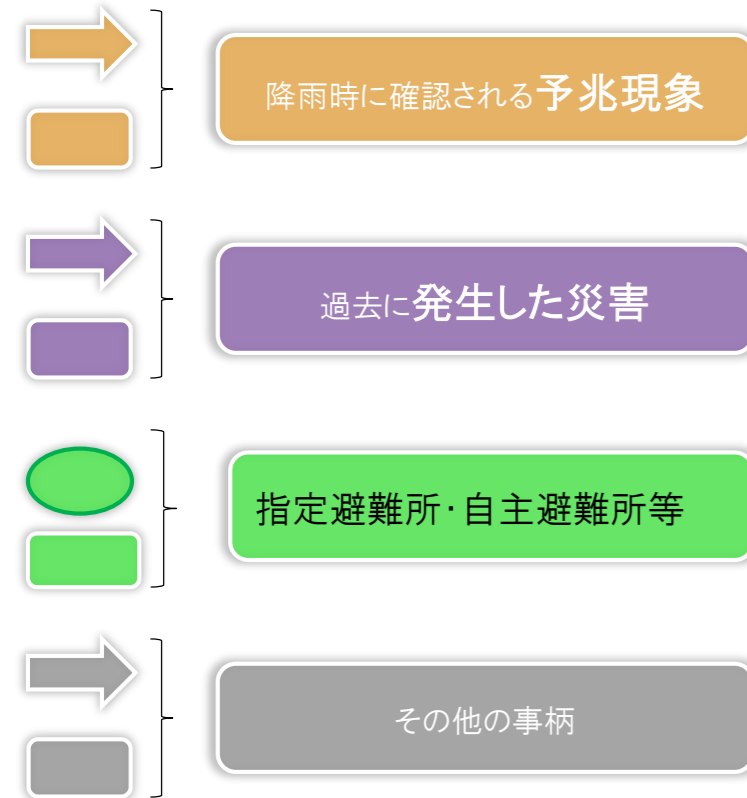 降雨時に確認される予兆現象
過去に発生した災害
指定避難所・自主避難所等
その他の事柄